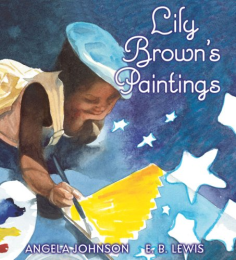 Lily
Brown's
Paintings
ANGELA JOHNSON E. B. LEWIS